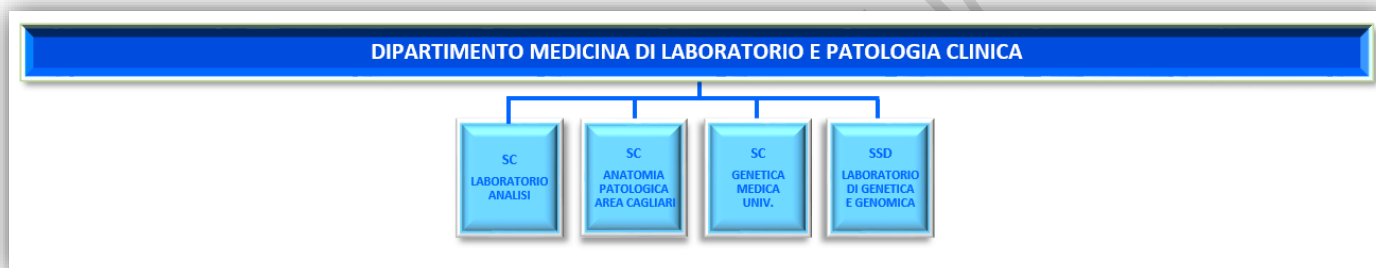 DIPARTIMENTO MEDICINA DI LABORATORIO E PATOLOGIA CLINICA
SC
LABORATORIO
ANALISI
SC
ANATOMIA
PATOLOGICA
AREA CAGLIARI
SC
GENETICA
MEDICA
UNIV.
SSD
LABORATORIO
DI GENETICA
E GENOMICA